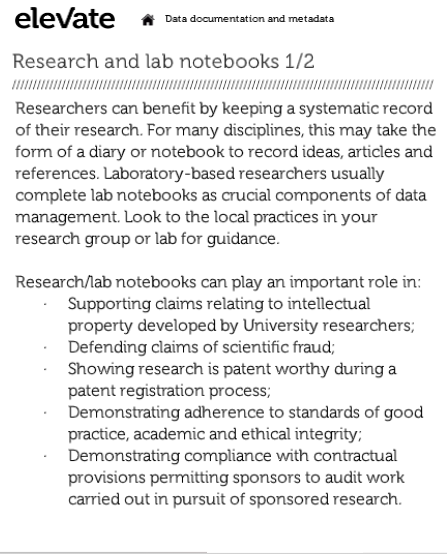 elevate
Data documentation and metadata
Research and lab notebooks 1/2
Researchers can benefit by keeping a systematic record
of their research. For many disciplines, this may take the
form of a diary or notebook to record ideas, articles and
references. Laboratory-based researchers usually
complete lab notebooks as crucial components of data
management. Look to the local practices in your
research group or lab for guidance.
Research/lab notebooks can play an important role in:
· Supporting claims relating to intellectual
property developed by University researchers;
· Defending claims of scientific fraud;
· Showing research is patent worthy during a
patent registration process;
· Demonstrating adherence to standards of good
practice, academic and ethical integrity;
· Demonstrating compliance with contractual
provisions permitting sponsors to audit work
carried out in pursuit of sponsored research.